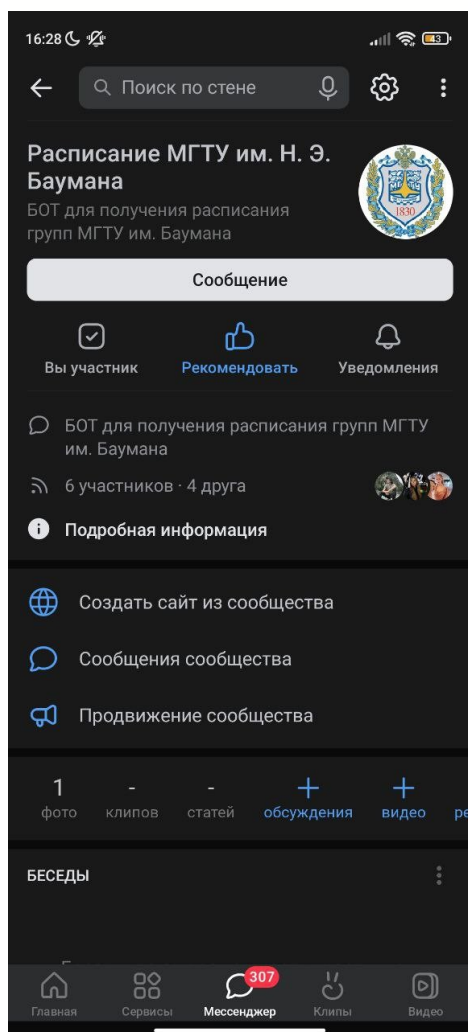 16:28
43
Поиск по стене
Расписание МГТУ им. Н. Э.
Баумана
БОТ для получения расписания
групп МГТУ им. Баумана
1830
Сообщение
Вы участник Рекомендовать Уведомления
БОТ для получения расписания групп МГТУ
им. Баумана
6 участников · 4 друга
Подробная информация
Создать сайт из сообщества
Сообщения сообщества
Продвижение сообщества
1 - -
фото клипов статей обсуждения видео
БЕСЕДЫ
307
Главная Сервисы Мессенджер Клипы Видео